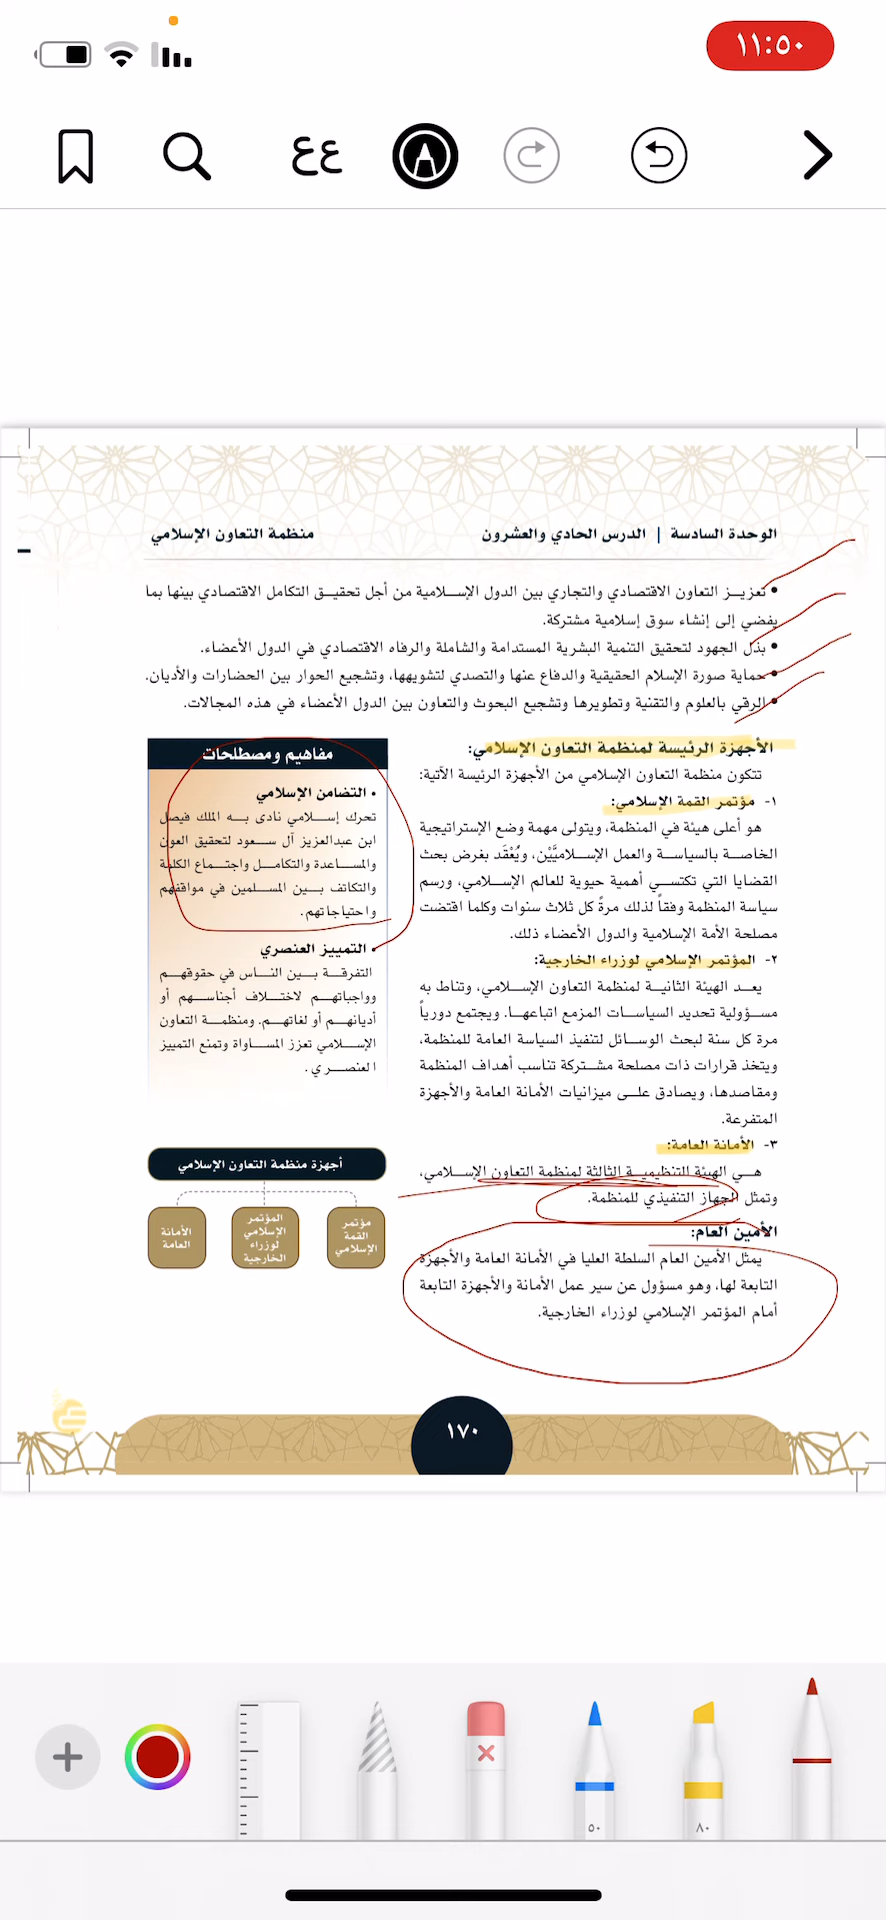 ١١:٥٠
عع
الوحدة السادسة | الدرس الحادي والعشرون
منظمة التعاون الإسلامي
• تعزيز التعاون الاقتصادي والتجاري بين الدول الإسلامية من أجل تحقيق التكامل الاقتصادي بينها بما
يفضي إلى إنشاء سوق إسلامية مشتركة.
• بذل الجهود لتحقيق التنمية البشرية المستدامة والشاملة والرفاه الاقتصادي في الدول الأعضاء.
• حماية صورة الإسلام الحقيقية والدفاع عنها والتصدي لتشويهها، وتشجيع الحوار بين الحضارات والأديان.
• الرقي بالعلوم والتقنية وتطويرها وتشجيع البحوث والتعاون بين الدول الأعضاء في هذه المجالات.
الأجهزة الرئيسة لمنظمة التعاون الإسلامي:
تتكون منظمة التعاون الإسلامي من الأجهزة الرئيسة الآتية:
١- مؤتمر القمة الإسلامي:
هو أعلى هيئة في المنظمة، ويتولى مهمة وضع الإستراتيجية
الخاصة بالسياسة والعمل الإسلاميَّيْن، ويُعْقَد بغرض بحث
القضايا التي تكتسي أهمية حيوية للعالم الإسلامي، ورسم
سياسة المنظمة وفقاً لذلك مرةً كل ثلاث سنوات وكلما اقتضت
مصلحة الأمة الإسلامية والدول الأعضاء ذلك.
٢- المؤتمر الإسلامي لوزراء الخارجية:
يعد الهيئة الثانية لمنظمة التعاون الإسلامي، وتناط به
مسؤولية تحديد السياسات المزمع اتباعها. ويجتمع دورياً
مرة كل سنة لبحث الوسائل لتنفيذ السياسة العامة للمنظمة،
ويتخذ قرارات ذات مصلحة مشتركة تناسب أهداف المنظمة
ومقاصدها، ويصادق على ميزانيات الأمانة العامة والأجهزة
المتفرعة.
٣- الأمانة العامة:
هي الهيئة التنظيمية الثالثة لمنظمة التعاون الإسلامي،
وتمثل الجهاز التنفيذي للمنظمة.
الأمين العام:
يمثل الأمين العام السلطة العليا في الأمانة العامة والأجهزة
التابعة لها، وهو مسؤول عن سير عمل الأمانة والأجهزة التابعة
أمام المؤتمر الإسلامي لوزراء الخارجية.
مفاهيم ومصطلحات
• التضامن الإسلامي
تحرك إسلامي نادى به الملك فيصل
ابن عبدالعزيز آل سعود لتحقيق العون
والمساعدة والتكامل واجتماع الكلمة
والتكاتف بين المسلمين في مواقفهم
واحتياجاتهم.
• التمييز العنصري
التفرقة بين الناس في حقوقهم
وواجباتهم لاختلاف أجناسهم أو
أديانهم أو لغاتهم. ومنظمة التعاون
الإسلامي تعزز المساواة وتمنع التمييز
العنصري.
أجهزة منظمة التعاون الإسلامي
مؤتمر
القمة
الإسلامي
المؤتمر
الإسلامي
لوزراء
الخارجية
الأمانة
العامة
١٧٠
٥٠
٨٠